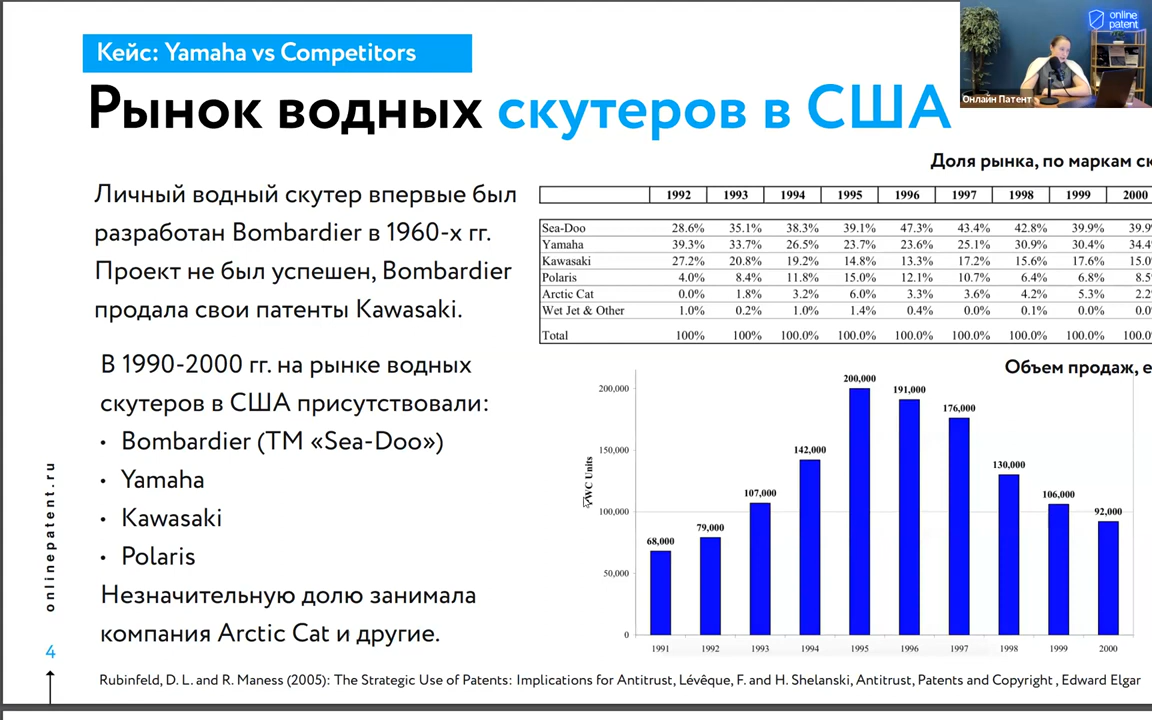 Кейс: Yamaha vs Competitors
Рынок водных скутеров в США
online
patent
Онлайн Патент
Личный водный скутер впервые был
разработан Bombardier в 1960-х гг.
Проект не был успешен, Bombardier
продала свои патенты Kawasaki.
В 1990-2000 гг. на рынке водных
скутеров в США присутствовали:
• Bombardier (ТМ «Sea-Doo»)
• Yamaha
• Kawasaki
• Polaris
Незначительную долю занимала
компания Arctic Cat и другие.
Доля рынка, по маркам ск
1992 1993 1994 1995 1996 1997 1998 1999 2000
Sea-Doo 28.6% 35.1% 38.3% 39.1% 47.3% 43.4% 42.8% 39.9% 39.9
Yamaha 39.3% 33.7% 26.5% 23.7% 23.6% 25.1% 30.9% 30.4% 34.4
Kawasaki 27.2% 20.8% 19.2% 14.8% 13.3% 17.2% 15.6% 17.6% 15.0
Polaris 4.0% 8.4% 11.8% 15.0% 12.1% 10.7% 6.4% 6.8% 8.5
Arctic Cat 0.0% 1.8% 3.2% 6.0% 3.3% 3.6% 4.2% 5.3% 2.2
Wet Jet & Other 1.0% 0.2% 1.0% 1.4% 0.4% 0.0% 0.1% 0.0% 0.0
Total 100% 100% 100.0% 100.0% 100.0% 100.0% 100.0% 100.0% 100.0
Объем продаж, е
200,000
150,000
100,000
50,000
0
Units
68,000
79,000
107,000
142,000
200,000
191,000
176,000
130,000
106,000
92,000
1991 1992 1993 1994 1995 1996 1997 1998 1999 2000
onlinepatent.ru
4
Rubinfeld, D. L. and R. Maness (2005): The Strategic Use of Patents: Implications for Antitrust, Lévêque, F. and H. Shelanski, Antitrust, Patents and Copyright , Edward Elgar